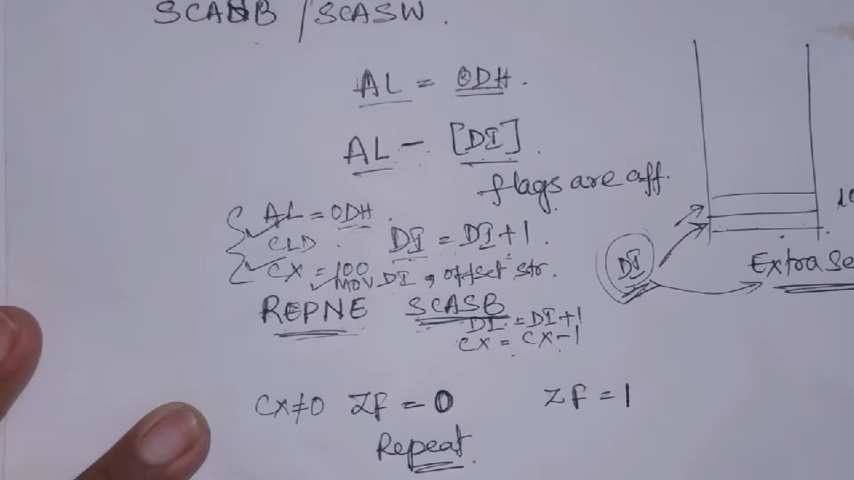 SCASB / SCASW.
AL = 0DH.
AL - [DI].
flags are aff.
AL = 0DH.
CLD. DI = DI+1.
CX = 100
MOV DI, offset str.
REPNE SCASB
DI = DI+1
CX = CX-1
CX≠0 ZF = 0 ZF = 1
Repeat.
DI
Extra Se